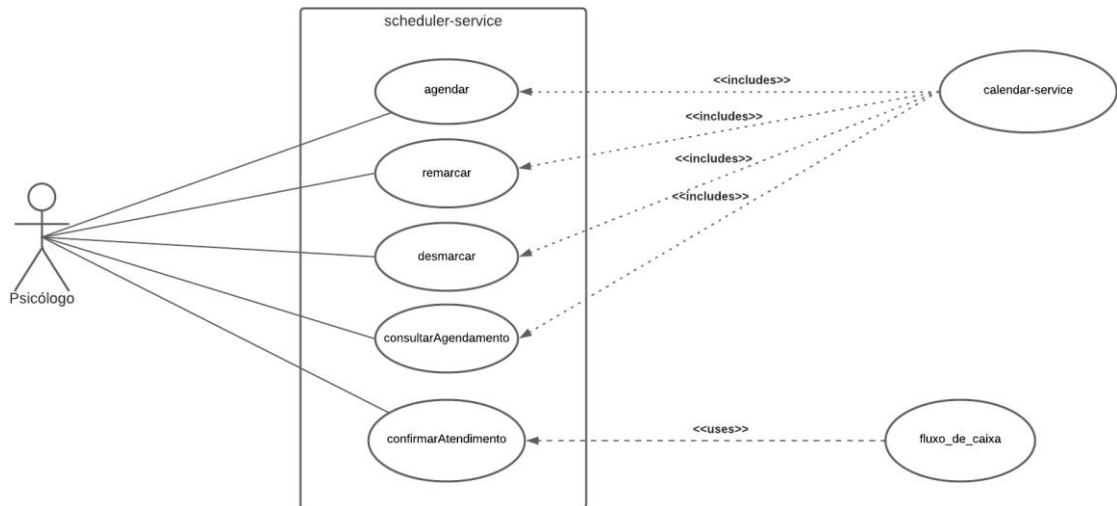 scheduler-service
agendar
<<includes>>
calendar-service
<<includes>>
remarcar
<<includes>>
<<includes>>
desmarcar
Psicólogo
consultarAgendamento
confirmarAtendimento
<<uses>>
fluxo_de_caixa